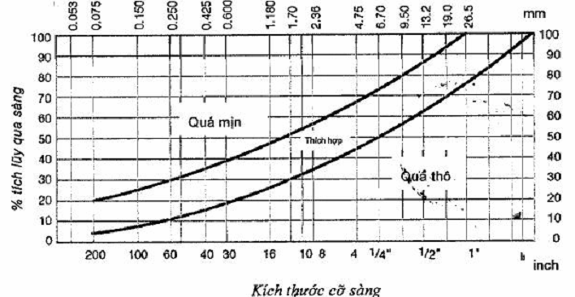 0.053 0.075 0.150 0.250 0.425 0.600 1.180 1.70 2.36 4.75 6.70 9.50 13.2 19.0 26.5 mm
100 100
90 90
80 80
70 70
60 60
50 50
40 40
30 30
20 20
10 10
0 0
% tích lũy qua sàng
Quá mịn
Thích hợp
Quá thô
200 100 60 40 30 16 10 8 4 1/4" 1/2" 1"
inch
Kích thước cỡ sàng